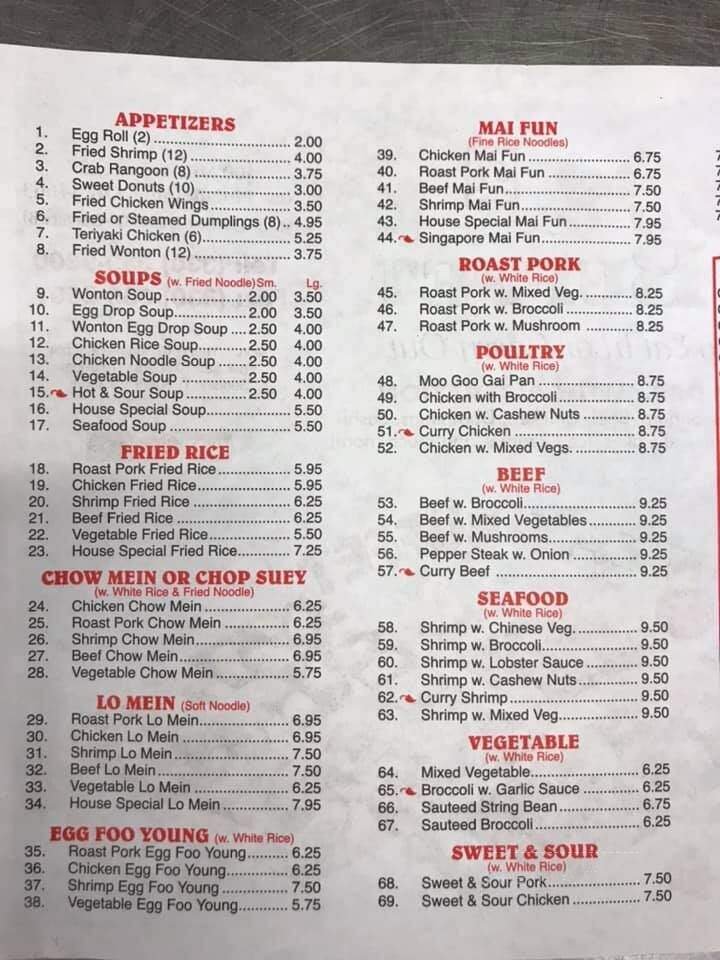 APPETIZERS
1. Egg Roll (2) 2.00
2. Fried Shrimp (12) 4.00
3. Crab Rangoon (8) 3.75
4. Sweet Donuts (10) 3.00
5. Fried Chicken Wings 3.50
6. Fried or Steamed Dumplings (8) 4.95
7. Teriyaki Chicken (6) 5.25
8. Fried Wonton (12) 3.75
SOUPS (w. Fried Noodle) Sm. Lg.
9. Wonton Soup 2.00 3.50
10. Egg Drop Soup 2.00 3.50
11. Wonton Egg Drop Soup 2.50 4.00
12. Chicken Rice Soup 2.50 4.00
13. Chicken Noodle Soup 2.50 4.00
14. Vegetable Soup 2.50 4.00
15. Hot & Sour Soup 2.50 4.00
16. House Special Soup 5.50
17. Seafood Soup 5.50
FRIED RICE
18. Roast Pork Fried Rice 5.95
19. Chicken Fried Rice 5.95
20. Shrimp Fried Rice 6.25
21. Beef Fried Rice 6.25
22. Vegetable Fried Rice 5.50
23. House Special Fried Rice 7.25
CHOW MEIN OR CHOP SUEY
(w. White Rice & Fried Noodle)
24. Chicken Chow Mein 6.25
25. Roast Pork Chow Mein 6.25
26. Shrimp Chow Mein 6.95
27. Beef Chow Mein 6.95
28. Vegetable Chow Mein 5.75
LO MEIN (Soft Noodle)
29. Roast Pork Lo Mein 6.95
30. Chicken Lo Mein 6.95
31. Shrimp Lo Mein 7.50
32. Beef Lo Mein 7.50
33. Vegetable Lo Mein 6.25
34. House Special Lo Mein 7.95
EGG FOO YOUNG (w. White Rice)
35. Roast Pork Egg Foo Young 6.25
36. Chicken Egg Foo Young 6.25
37. Shrimp Egg Foo Young 7.50
38. Vegetable Egg Foo Young 5.75
MAI FUN
(Fine Rice Noodles)
39. Chicken Mai Fun 6.75
40. Roast Pork Mai Fun 6.75
41. Beef Mai Fun 7.50
42. Shrimp Mai Fun 7.50
43. House Special Mai Fun 7.95
44. Singapore Mai Fun 7.95
ROAST PORK
(w. White Rice)
45. Roast Pork w. Mixed Veg. 8.25
46. Roast Pork w. Broccoli 8.25
47. Roast Pork w. Mushroom 8.25
POULTRY
(w. White Rice)
48. Moo Goo Gai Pan 8.75
49. Chicken with Broccoli 8.75
50. Chicken w. Cashew Nuts 8.75
51. Curry Chicken 8.75
52. Chicken w. Mixed Vegs. 8.75
BEEF
(w. White Rice)
53. Beef w. Broccoli 9.25
54. Beef w. Mixed Vegetables 9.25
55. Beef w. Mushrooms 9.25
56. Pepper Steak w. Onion 9.25
57. Curry Beef 9.25
SEAFOOD
(w. White Rice)
58. Shrimp w. Chinese Veg. 9.50
59. Shrimp w. Broccoli 9.50
60. Shrimp w. Lobster Sauce 9.50
61. Shrimp w. Cashew Nuts 9.50
62. Curry Shrimp 9.50
63. Shrimp w. Mixed Veg 9.50
VEGETABLE
(w. White Rice)
64. Mixed Vegetable 6.25
65. Broccoli w. Garlic Sauce 6.25
66. Sauteed String Bean 6.75
67. Sauteed Broccoli 6.25
SWEET & SOUR
(w. White Rice)
68. Sweet & Sour Pork 7.50
69. Sweet & Sour Chicken 7.50